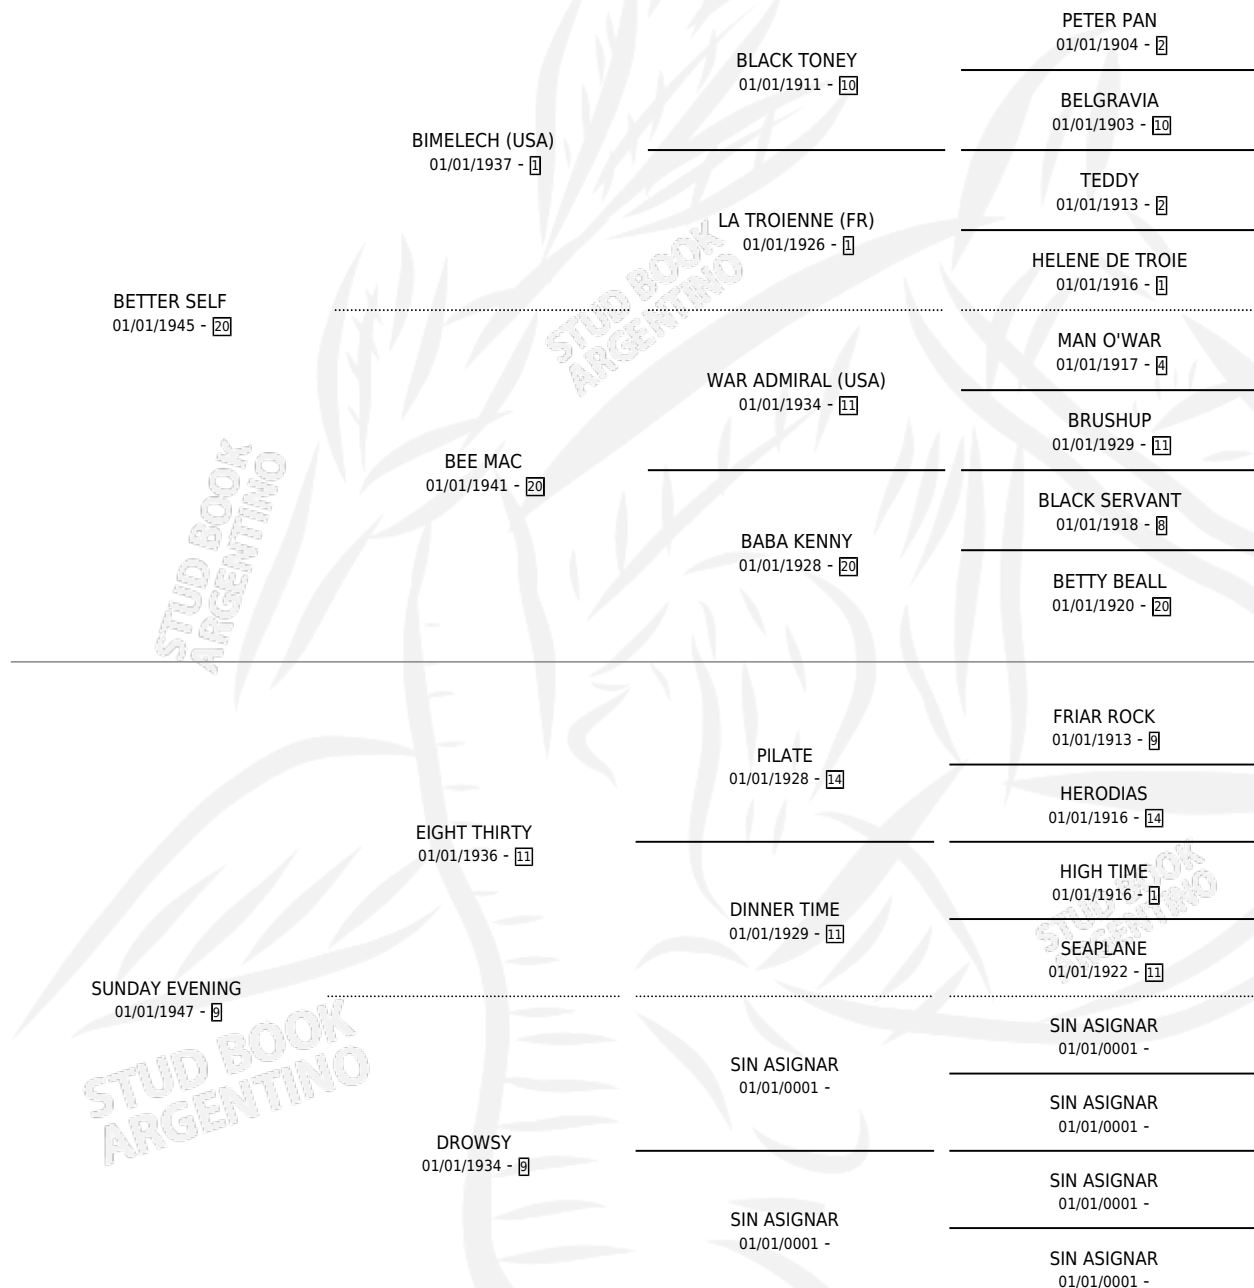 PETER PAN
01/01/1904 - 2
BLACK TONEY
01/01/1911 - 10
BELGRAVIA
01/01/1903 - 10
BIMELECH (USA)
01/01/1937 - 1
TEDDY
01/01/1913 - 2
LA TROIENNE (FR)
01/01/1926 - 1
HELENE DE TROIE
01/01/1916 - 1
BETTER SELF
01/01/1945 - 20
STUD BOOK
ARGENTINO
MAN O'WAR
01/01/1917 - 4
WAR ADMIRAL (USA)
01/01/1934 - 11
BRUSHUP
01/01/1929 - 11
BEE MAC
01/01/1941 - 20
BLACK SERVANT
01/01/1918 - 8
BABA KENNY
01/01/1928 - 20
BETTY BEALL
01/01/1920 - 20
STUD BOOK
ARGENTINO
FRIAR ROCK
01/01/1913 - 9
PILATE
01/01/1928 - 14
HERODIAS
01/01/1916 - 14
EIGHT THIRTY
01/01/1936 - 11
HIGH TIME
01/01/1916 - 1
DINNER TIME
01/01/1929 - 11
SEAPLANE
01/01/1922 - 11
STUD BOOK
ARGENTINO
SUNDAY EVENING
01/01/1947 - 9
SIN ASIGNAR
01/01/0001 -
SIN ASIGNAR
01/01/0001 -
SIN ASIGNAR
01/01/0001 -
STUD BOOK
ARGENTINO
DROWSY
01/01/1934 - 9
SIN ASIGNAR
01/01/0001 -
SIN ASIGNAR
01/01/0001 -
SIN ASIGNAR
01/01/0001 -